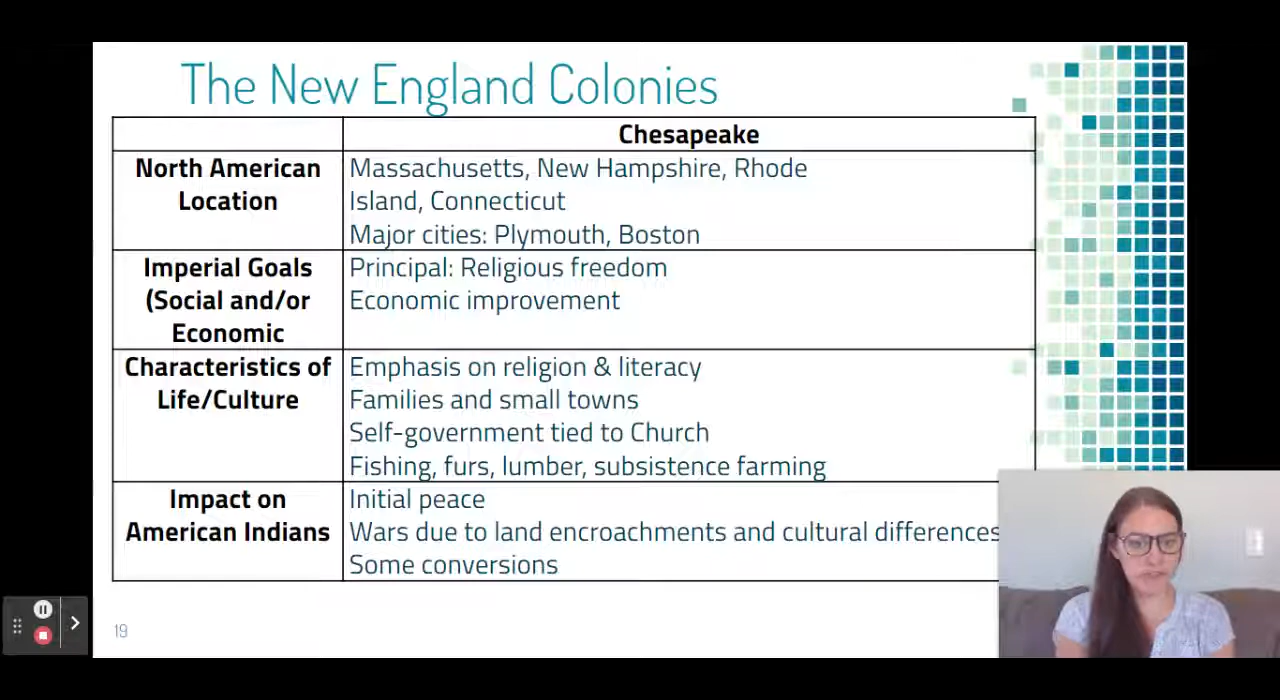 The New England Colonies
Chesapeake
North American
Location
Massachusetts, New Hampshire, Rhode
Island, Connecticut
Major cities: Plymouth, Boston
Imperial Goals
(Social and/or
Economic
Principal: Religious freedom
Economic improvement
Characteristics of
Life/Culture
Emphasis on religion & literacy
Families and small towns
Self-government tied to Church
Fishing, furs, lumber, subsistence farming
Impact on
American Indians
Initial peace
Wars due to land encroachments and cultural differences
Some conversions
19